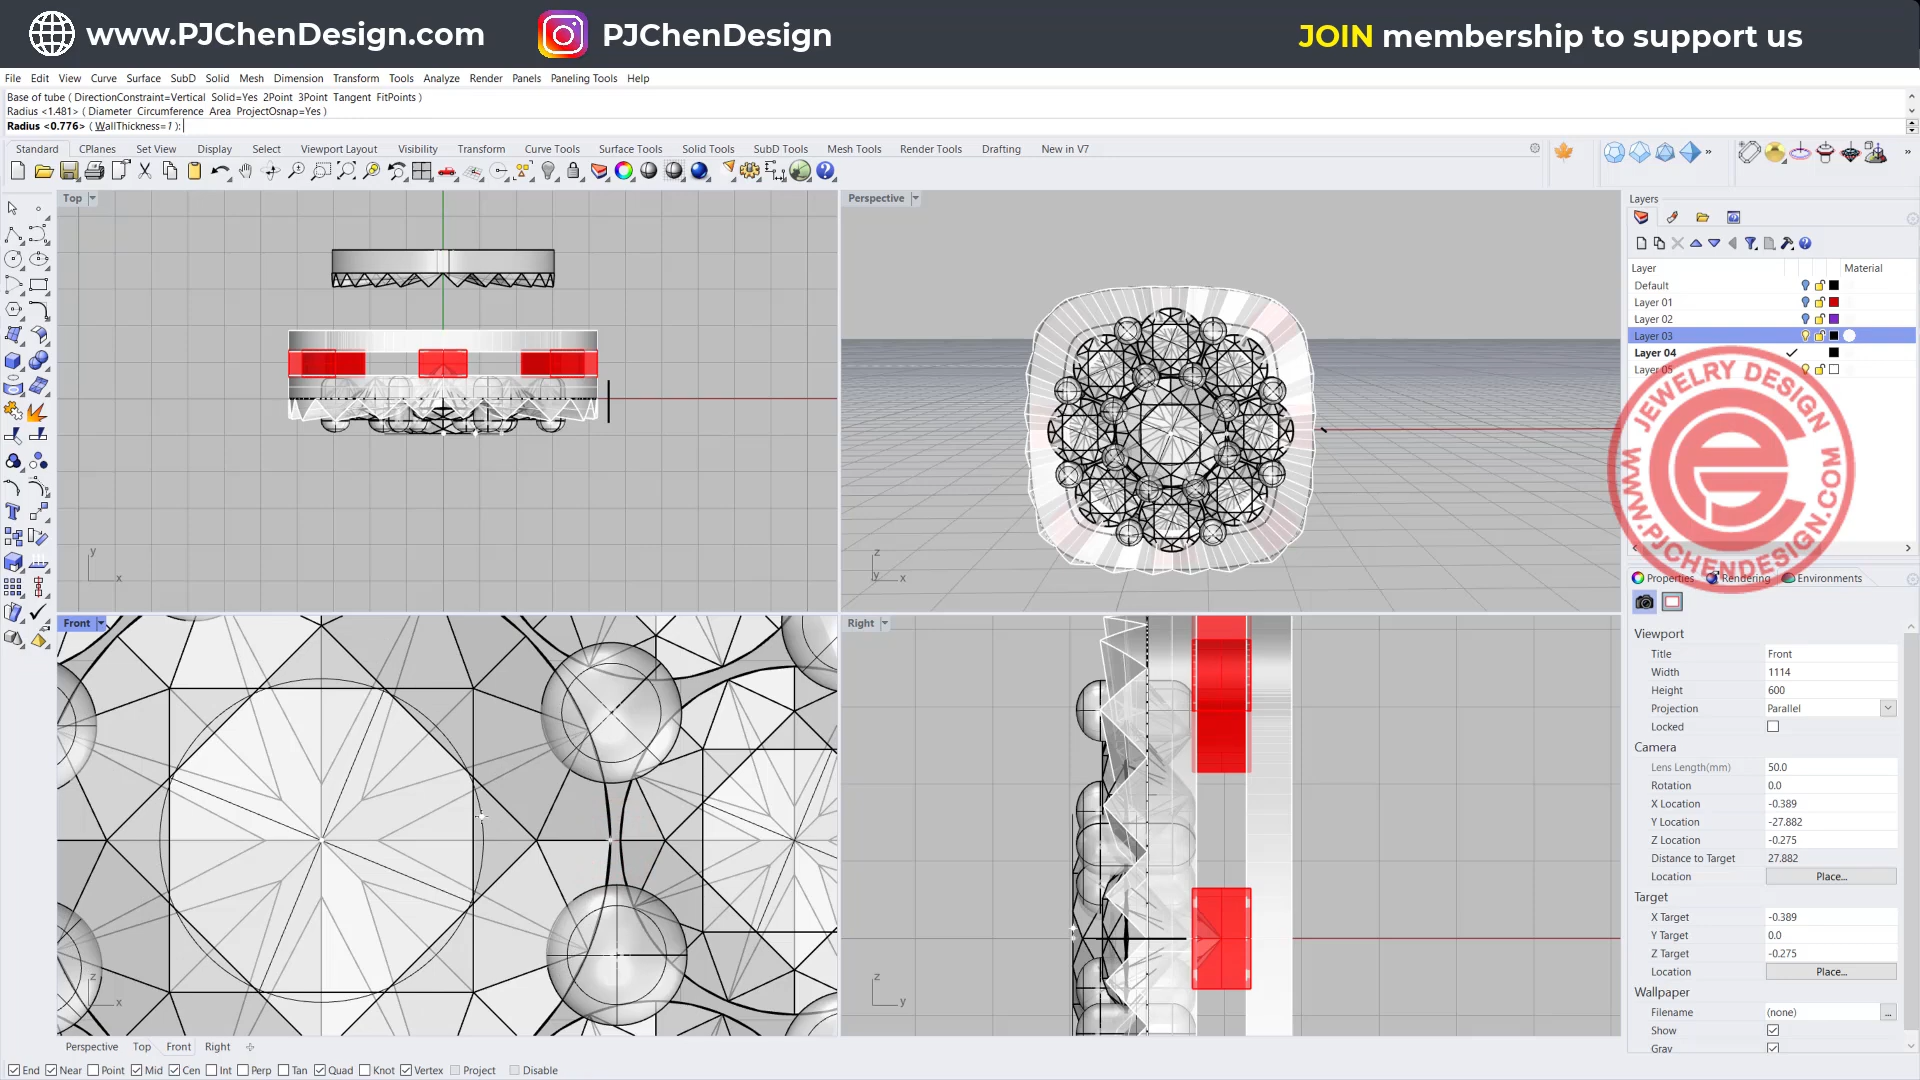 www.PJChenDesign.com
PJChenDesign
JOIN membership to support us
File Edit View Curve Surface SubD Solid Mesh Dimension Transform Tools Analyze Render Panels Paneling Tools Help
Base of tube ( DirectionConstraint=Vertical Solid=Yes 2Point 3Point Tangent FitPoints )
Radius <1.481> ( Diameter Circumference Area ProjectOsnap=Yes )
Radius <0.776> ( WallThickness=1 ):
Standard CPlanes Set View Display Select Viewport Layout Visibility Transform Curve Tools Surface Tools Solid Tools SubD Tools Mesh Tools Render Tools Drafting New in V7
Top
Perspective
Layers
Layer Material
Default
Layer 01
Layer 02
Layer 03
Layer 04
Layer 05
JEWELRY DESIGN
WWW.PJCHENDESIGN.COM
y
x
z
y
x
Properties Rendering Environments
Front
Right
Viewport
Title Front
Width 1114
Height 600
Projection Parallel
Locked
Camera
Lens Length(mm) 50.0
Rotation 0.0
X Location -0.389
Y Location -27.882
Z Location -0.275
Distance to Target 27.882
Location Place...
Target
X Target -0.389
Y Target 0.0
Z Target -0.275
Location Place...
Wallpaper
Filename (none) ...
Show
Gray
z
x
z
y
Perspective Top Front Right
End Near Point Mid Cen Int Perp Tan Quad Knot Vertex Project Disable